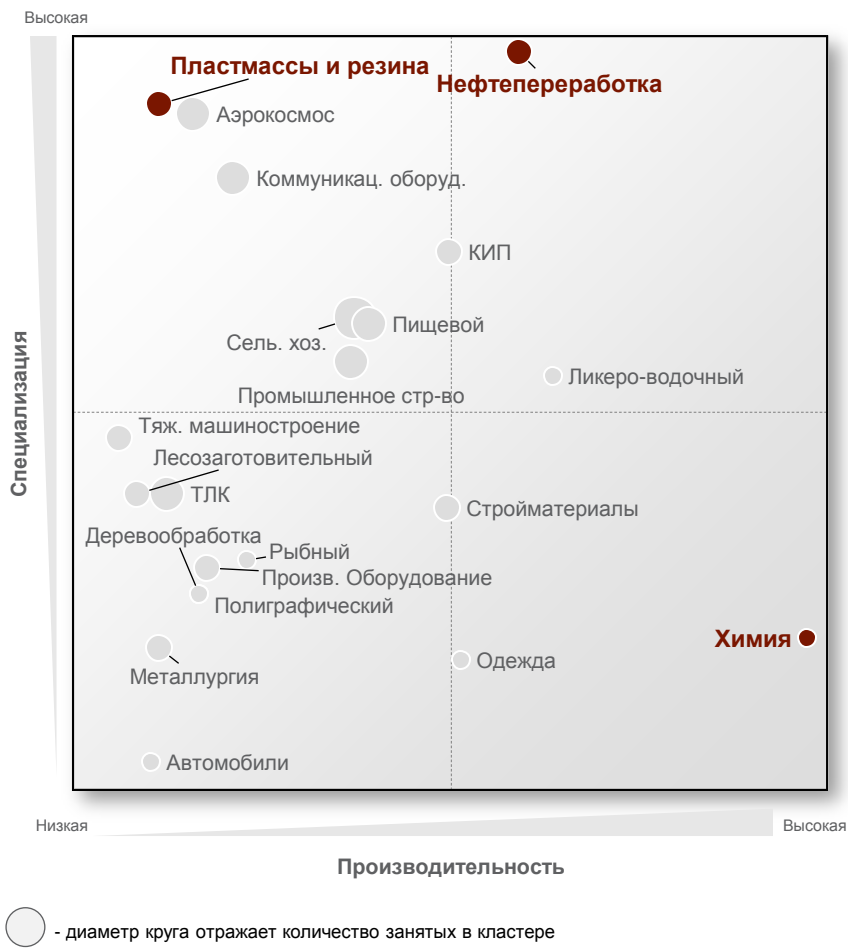 Высокая
Пластмассы и резина
Нефтепереработка
Аэрокосмос
Коммуникац. оборуд.
КИП
Пищевой
Сель. хоз.
Ликеро-водочный
Промышленное стр-во
Специализация
Тяж. машиностроение
Лесозаготовительный
ТЛК
Стройматериалы
Деревообработка
Рыбный
Произв. Оборудование
Полиграфический
Химия
Одежда
Металлургия
Автомобили
Низкая
Высокая
Производительность
- диаметр круга отражает количество занятых в кластере